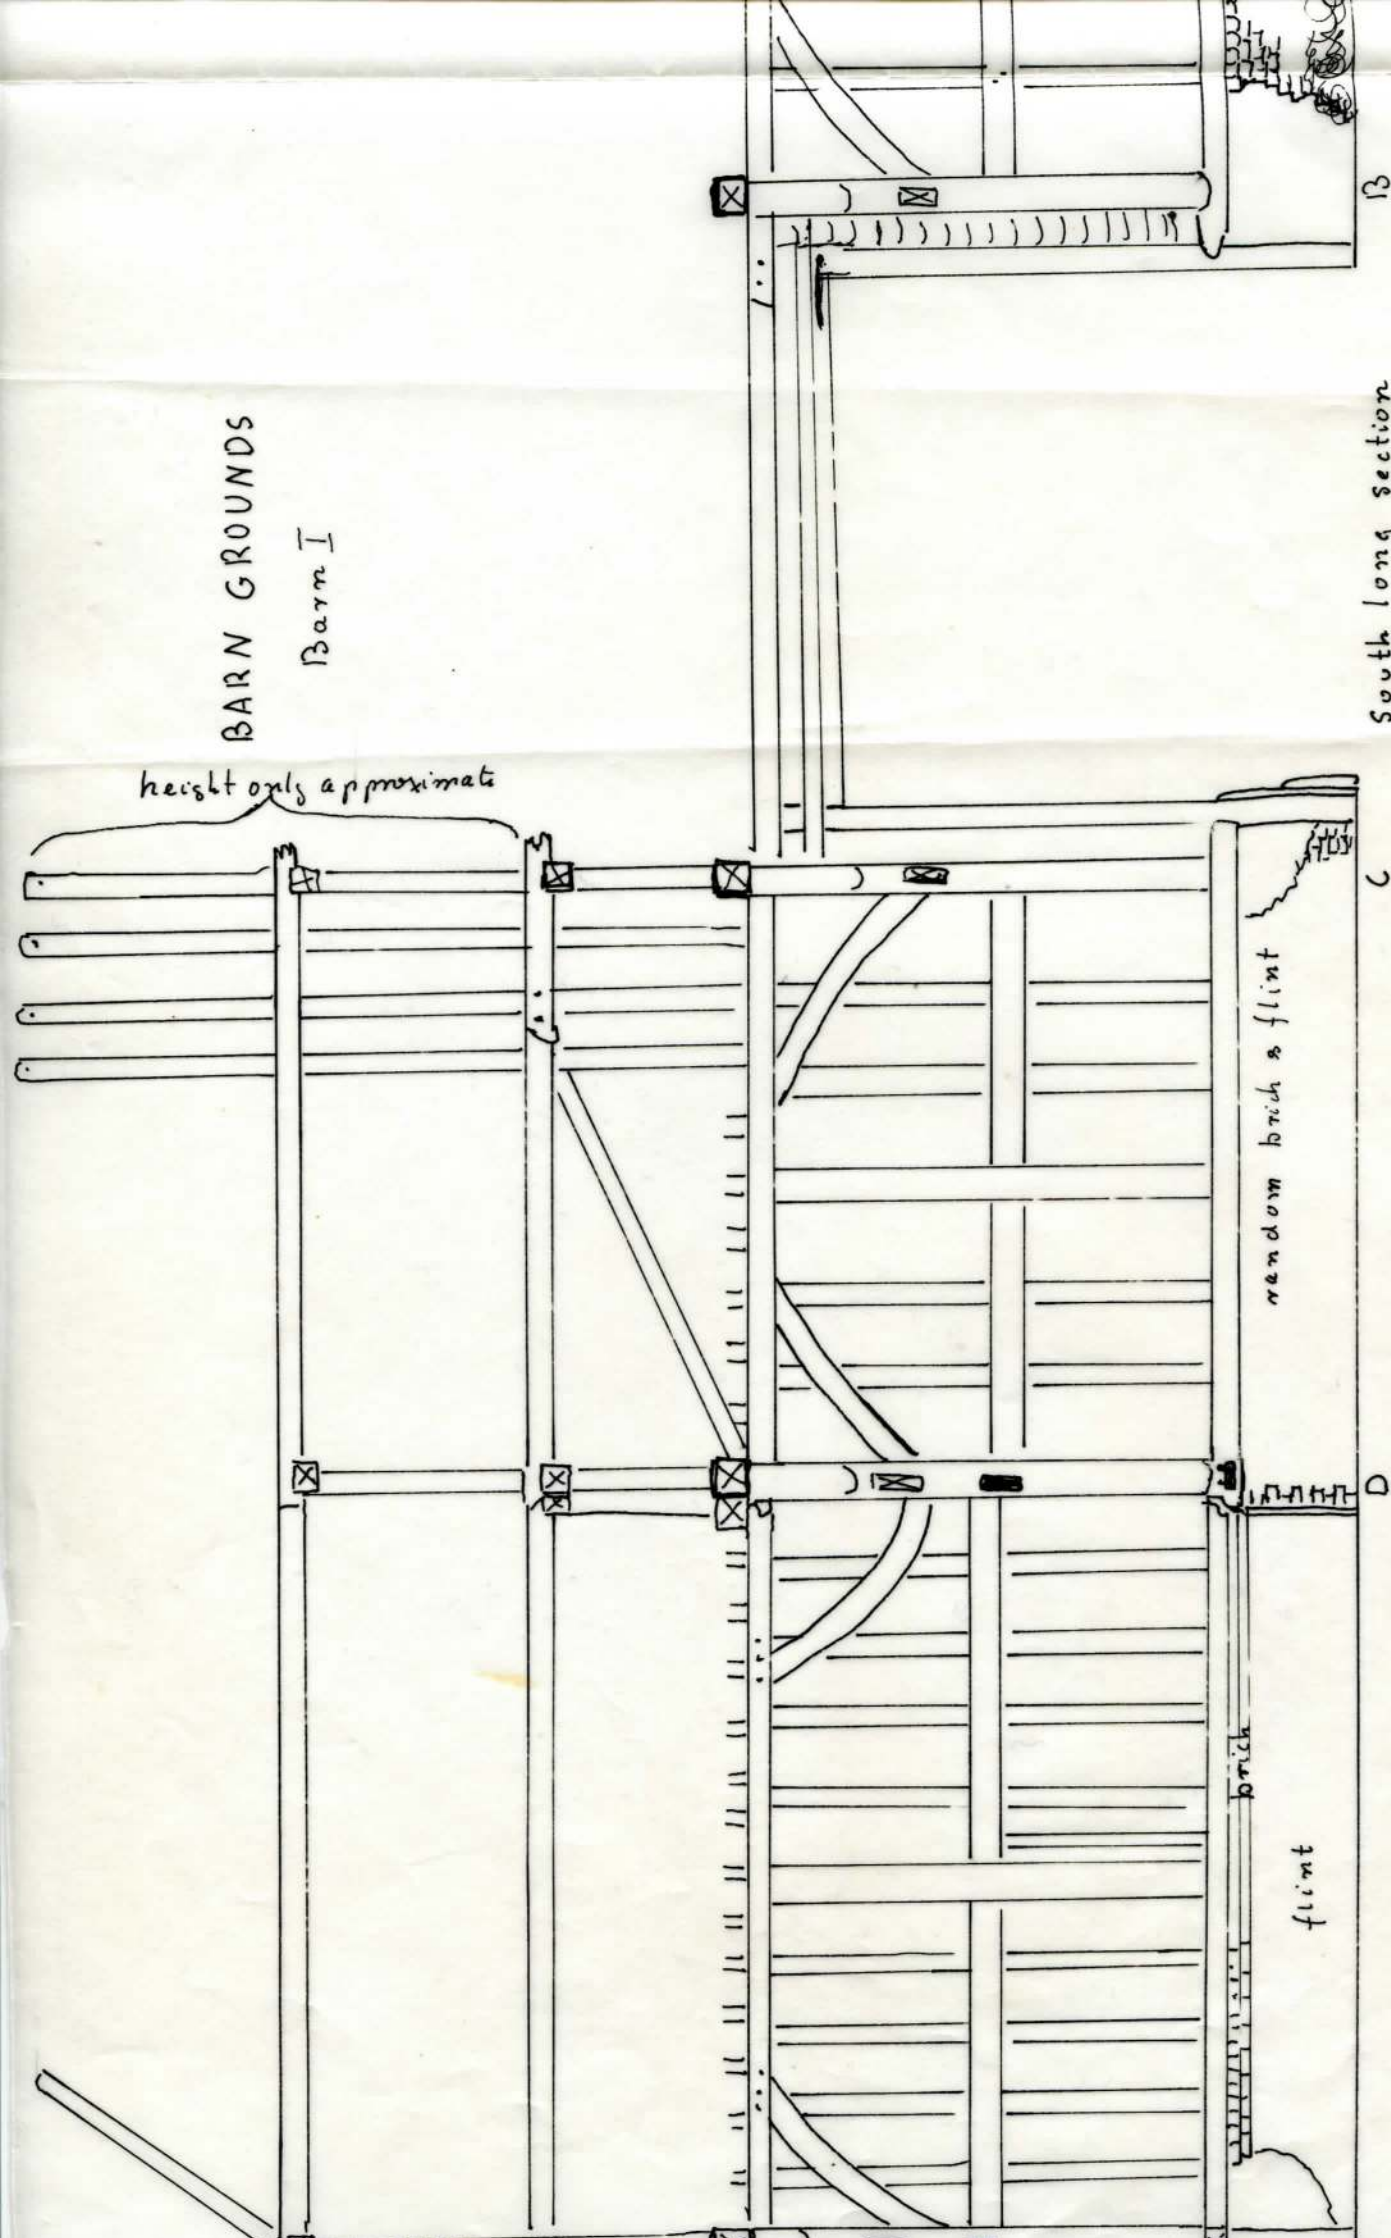 BARN GROUNDS
Barn I
height only approximate
B
South long section
C
random brick & flint
D
brick
flint